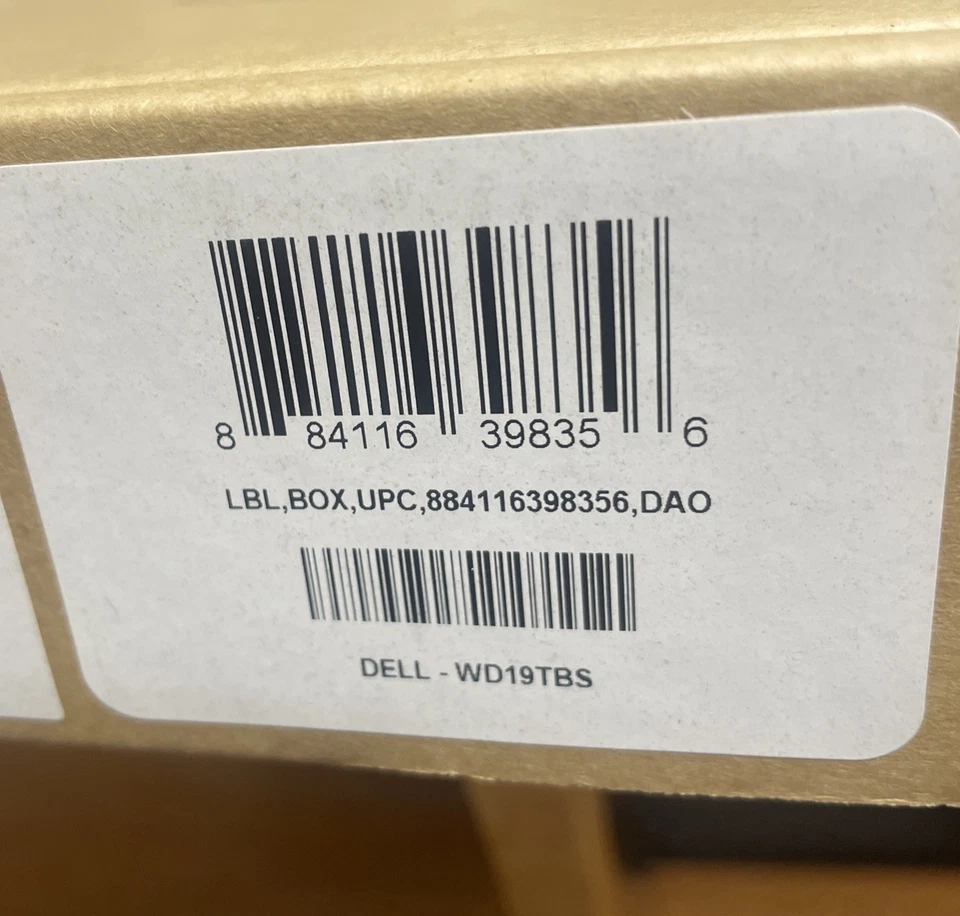 8 84116 39835 6
LBL,BOX,UPC,884116398356,DAO
DELL - WD19TBS